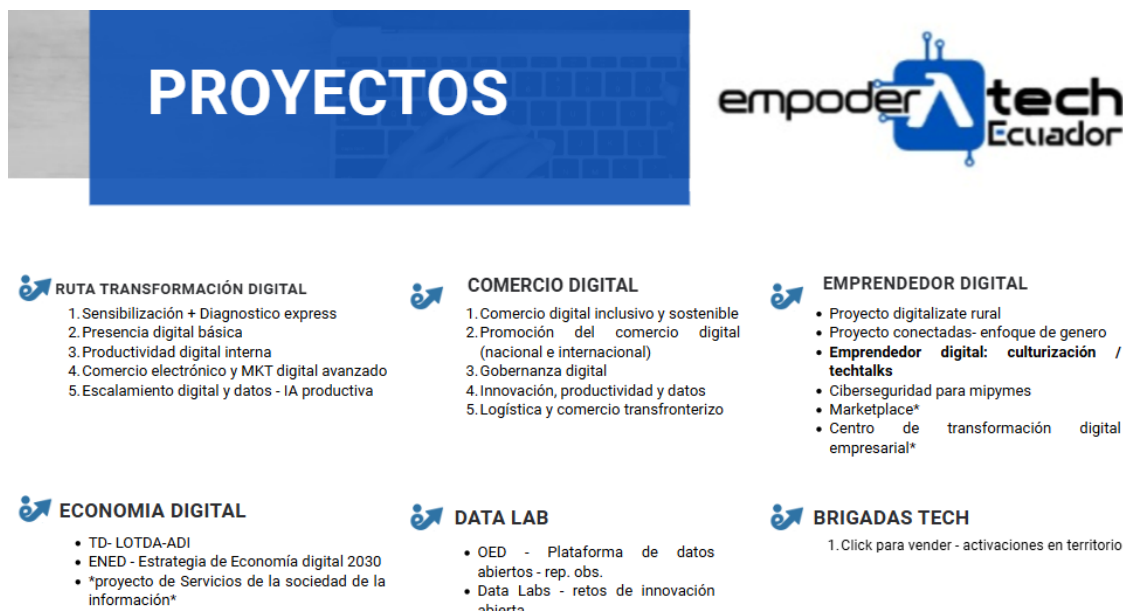 PROYECTOS
empoder tech
Ecuador
RUTA TRANSFORMACIÓN DIGITAL
1. Sensibilización + Diagnostico express
2. Presencia digital básica
3. Productividad digital interna
4. Comercio electrónico y MKT digital avanzado
5. Escalamiento digital y datos - IA productiva
COMERCIO DIGITAL
1. Comercio digital inclusivo y sostenible
2. Promoción del comercio digital
(nacional e internacional)
3. Gobernanza digital
4. Innovación, productividad y datos
5. Logística y comercio transfronterizo
EMPRENDEDOR DIGITAL
• Proyecto digitalizate rural
• Proyecto conectadas- enfoque de genero
• Emprendedor digital: culturización /
techtalks
• Ciberseguridad para mipymes
• Marketplace*
• Centro de transformación digital
empresarial*
ECONOMIA DIGITAL
• TD- LOTDA-ADI
• ENED - Estrategia de Economía digital 2030
• *proyecto de Servicios de la sociedad de la
información*
DATA LAB
• OED - Plataforma de datos
abiertos - rep. obs.
• Data Labs - retos de innovación
abierta
BRIGADAS TECH
1. Click para vender - activaciones en territorio